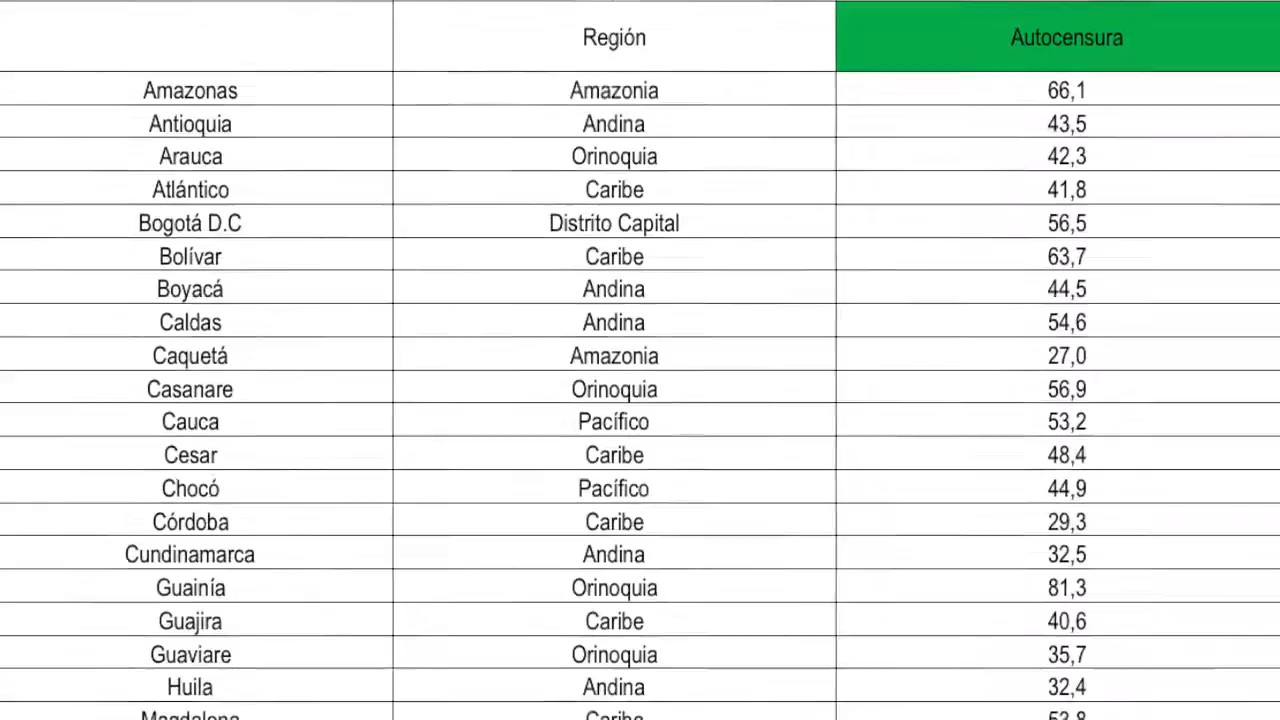 Región Autocensura
Amazonas Amazonia 66,1
Antioquia Andina 43,5
Arauca Orinoquia 42,3
Atlántico Caribe 41,8
Bogotá D.C Distrito Capital 56,5
Bolívar Caribe 63,7
Boyacá Andina 44,5
Caldas Andina 54,6
Caquetá Amazonia 27,0
Casanare Orinoquia 56,9
Cauca Pacífico 53,2
Cesar Caribe 48,4
Chocó Pacífico 44,9
Córdoba Caribe 29,3
Cundinamarca Andina 32,5
Guainía Orinoquia 81,3
Guajira Caribe 40,6
Guaviare Orinoquia 35,7
Huila Andina 32,4
Magdalena Caribe 53,8